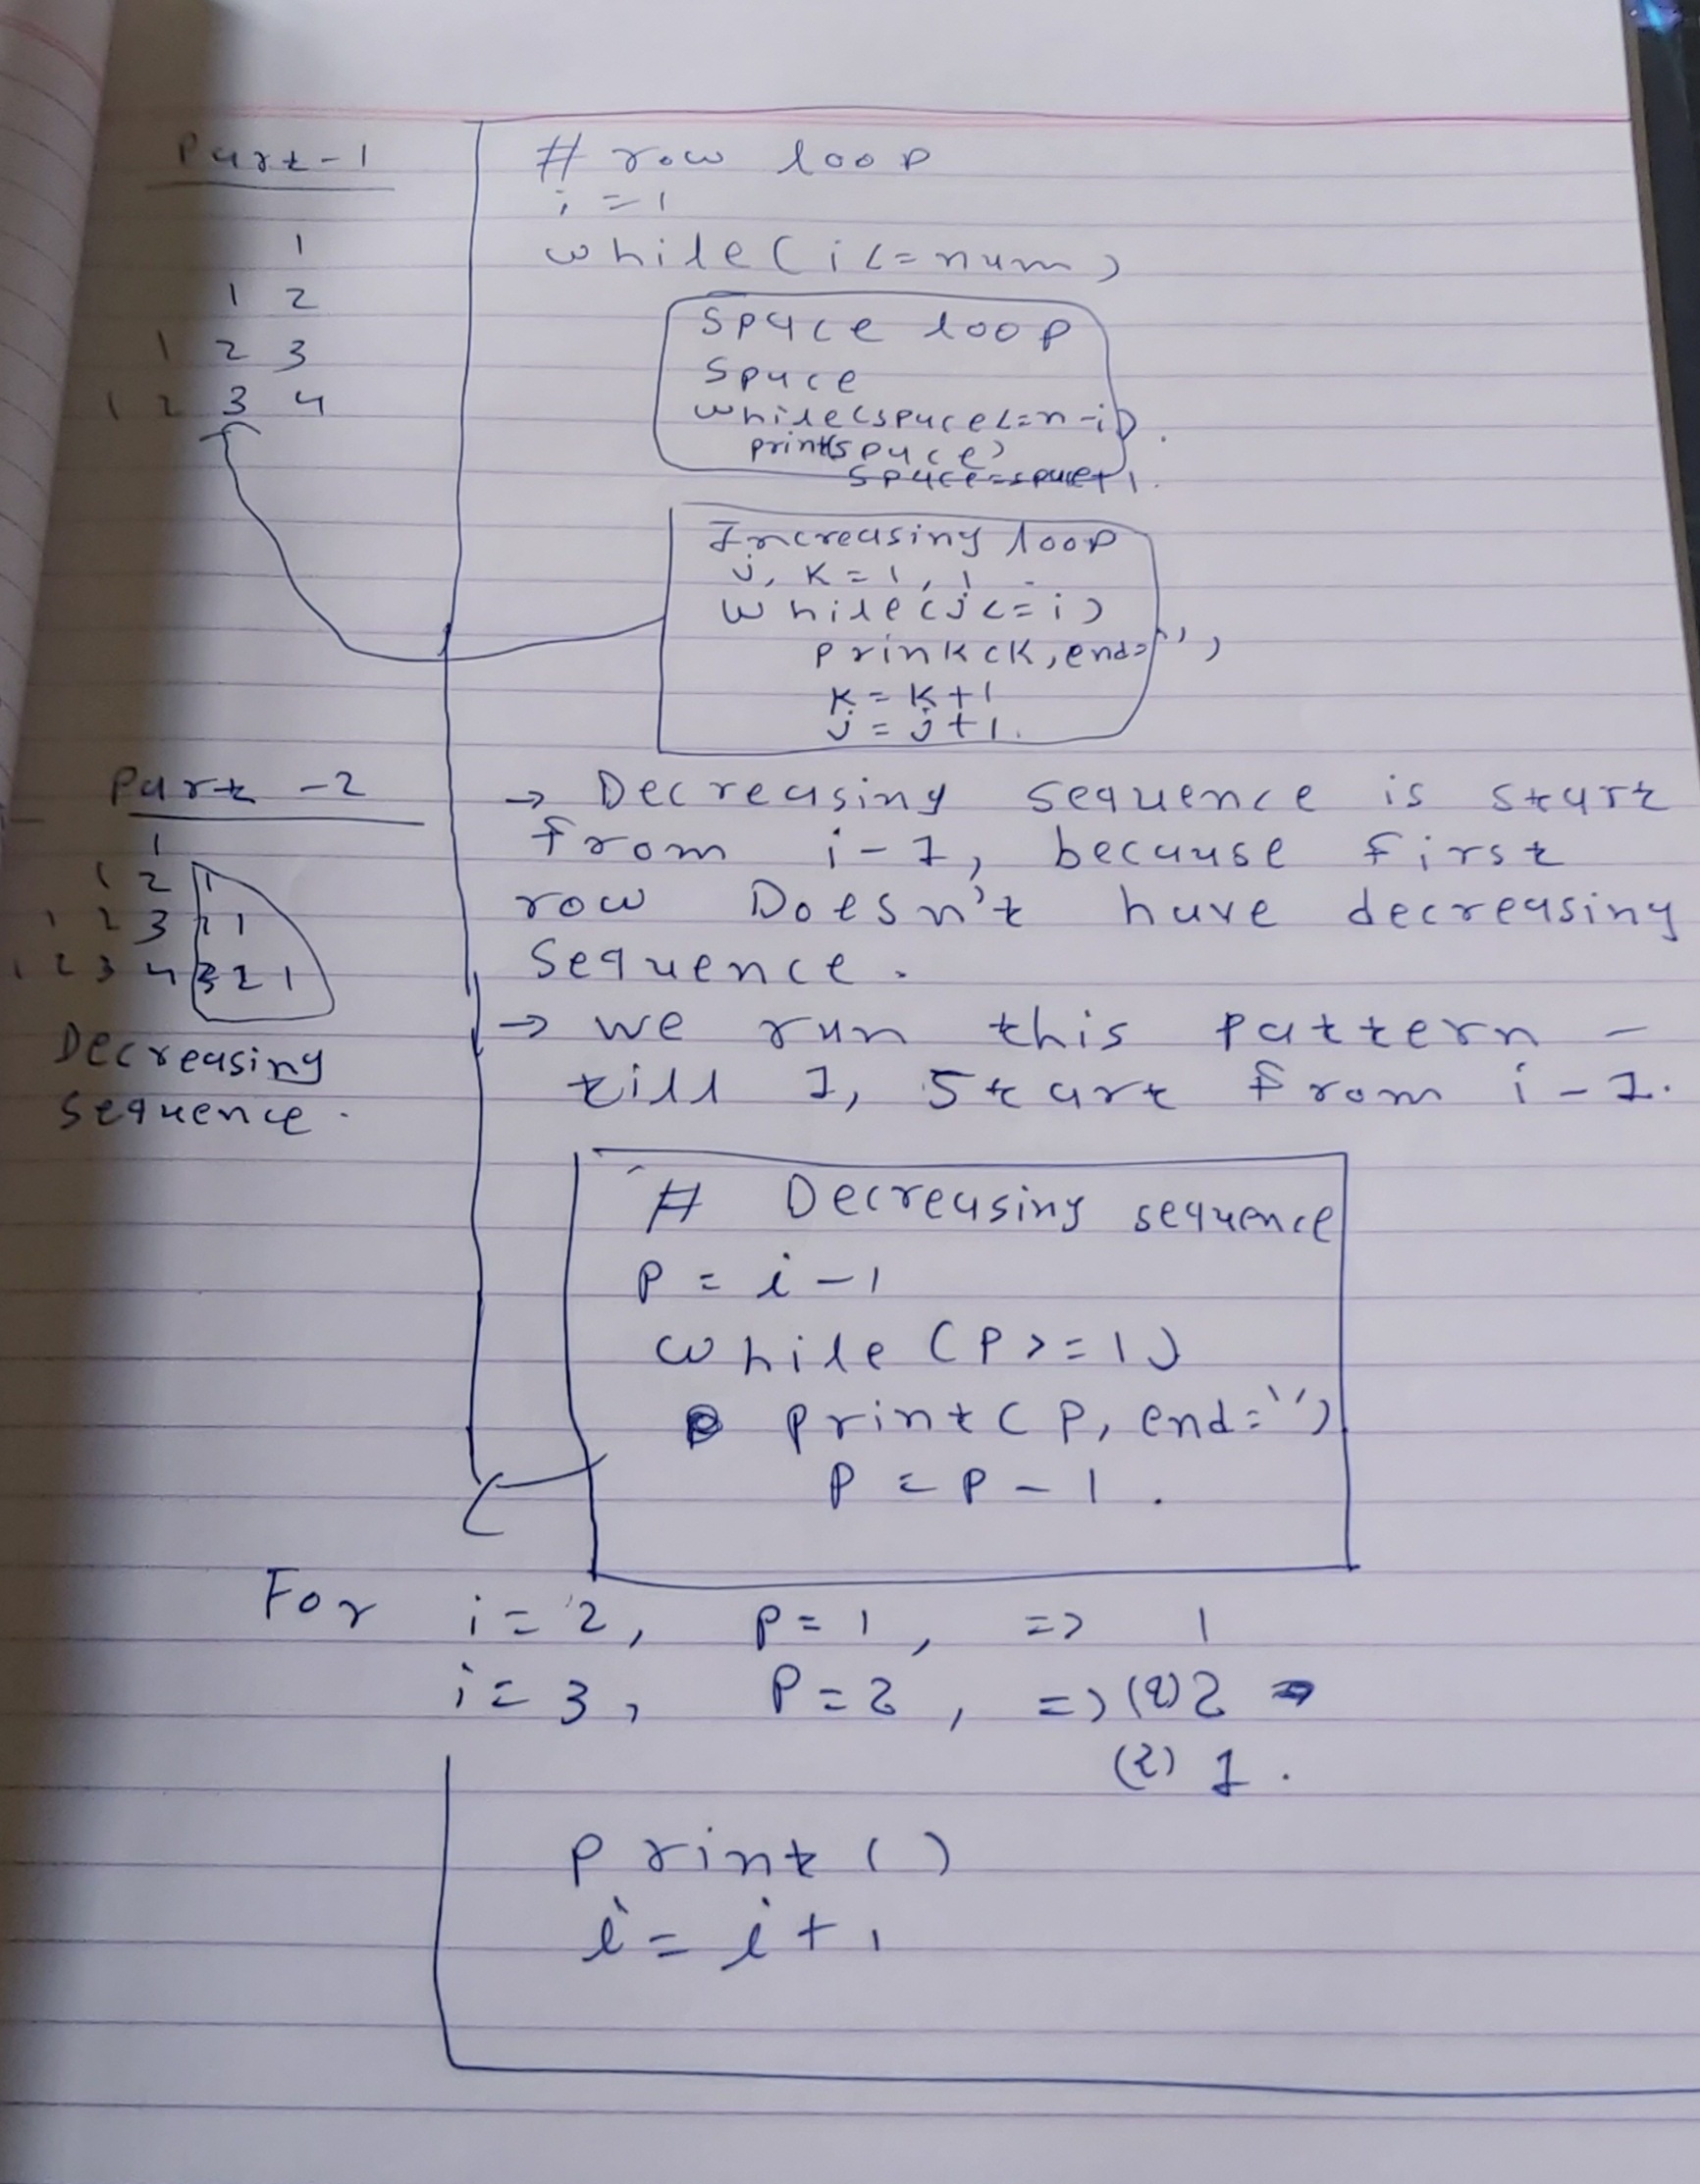 Part-1
1
1 2
1 2 3
1 2 3 4
# row loop
i = 1
while(i<=num)
Space loop
Space
while(space<=n-i)
print(space)
space=space+1.
Increasing loop
j, k = 1, 1
while(j<=i)
prink(k,end='')
k = k+1
j = j+1.
Part -2
1
1 2 1
1 2 3 2 1
1 2 3 4 3 2 1
Decreasing
sequence.
→ Decreasing sequence is start
from i-1, because first
row Doesn't have decreasing
sequence.
→ we run this pattern -
till 1, Start from i-1.
# Decreasing sequence
P = i-1
while (P>=1)
print(P, end='')
P = P-1.
For i=2, P=1, => 1
i=3, P=2, => 2
(2) 1.
print()
i=i+1